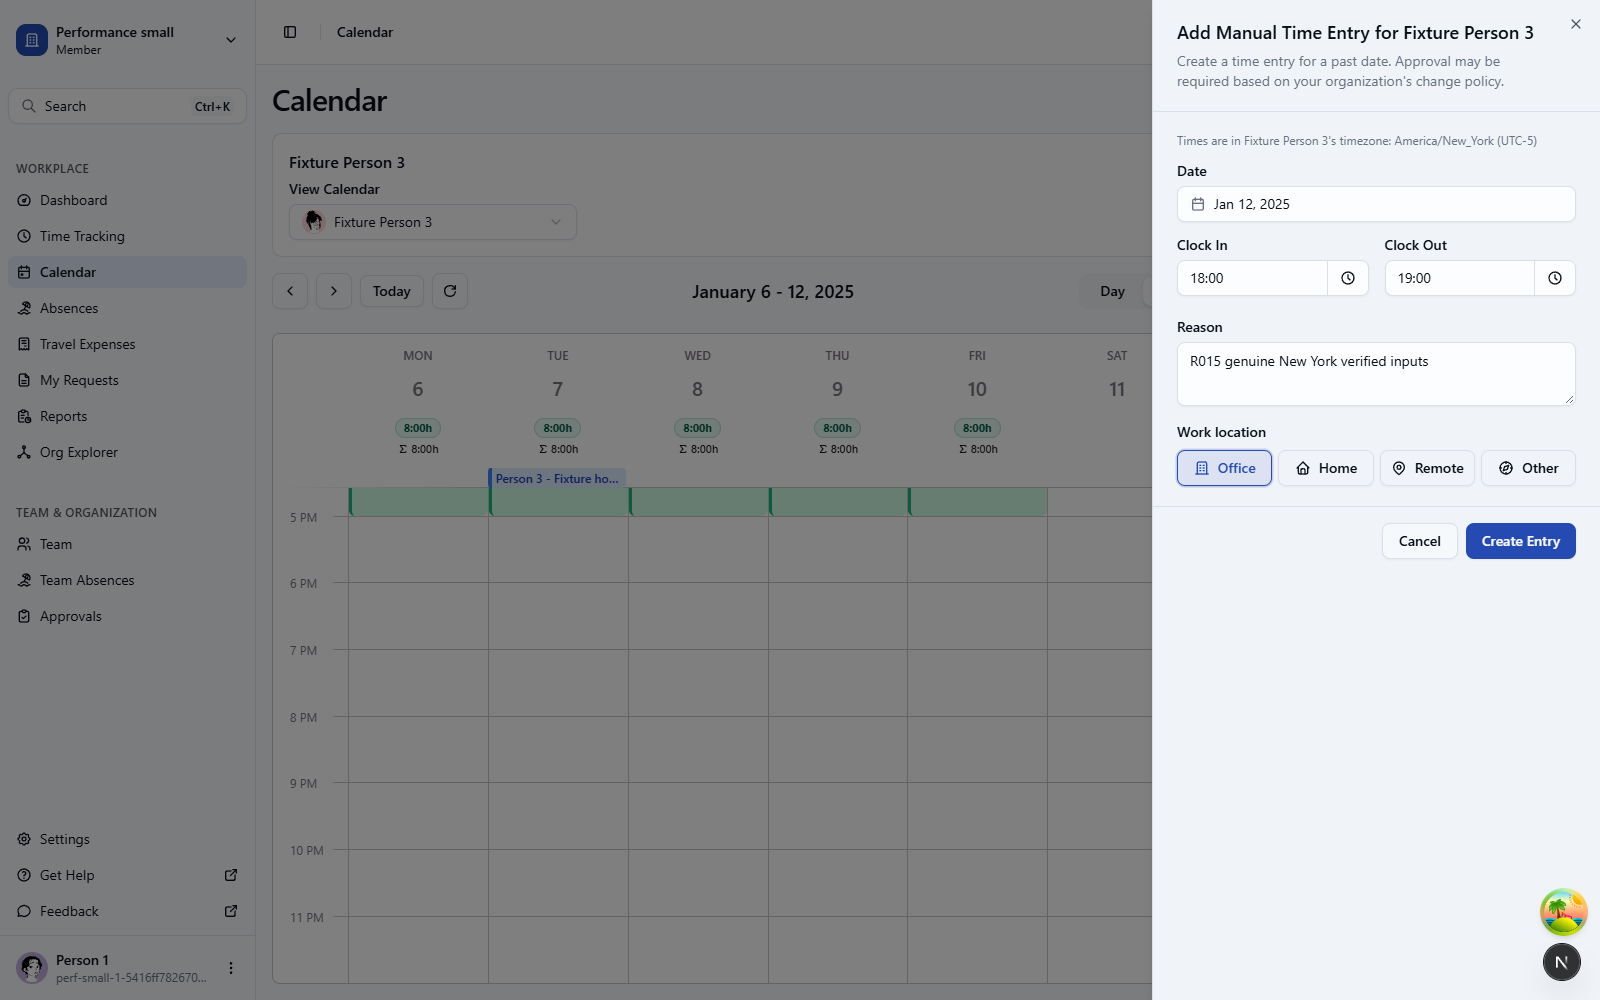 Performance small
Member
Search
Ctrl+K
WORKPLACE
Dashboard
Time Tracking
Calendar
Absences
Travel Expenses
My Requests
Reports
Org Explorer
TEAM & ORGANIZATION
Team
Team Absences
Approvals
Settings
Get Help
Feedback
Person 1
perf-small-1-5416ff782670...
Calendar
Calendar
Fixture Person 3
View Calendar
Fixture Person 3
Today
January 6 - 12, 2025
Day
MON
TUE
WED
THU
FRI
SAT
6
7
8
9
10
11
8:00h
8:00h
8:00h
8:00h
8:00h
Σ 8:00h
Σ 8:00h
Σ 8:00h
Σ 8:00h
Σ 8:00h
Person 3 - Fixture ho...
5 PM
6 PM
7 PM
8 PM
9 PM
10 PM
11 PM
Add Manual Time Entry for Fixture Person 3
Create a time entry for a past date. Approval may be
required based on your organization's change policy.
Times are in Fixture Person 3's timezone: America/New_York (UTC-5)
Date
Jan 12, 2025
Clock In
Clock Out
18:00
19:00
Reason
R015 genuine New York verified inputs
Work location
Office
Home
Remote
Other
Cancel
Create Entry
N